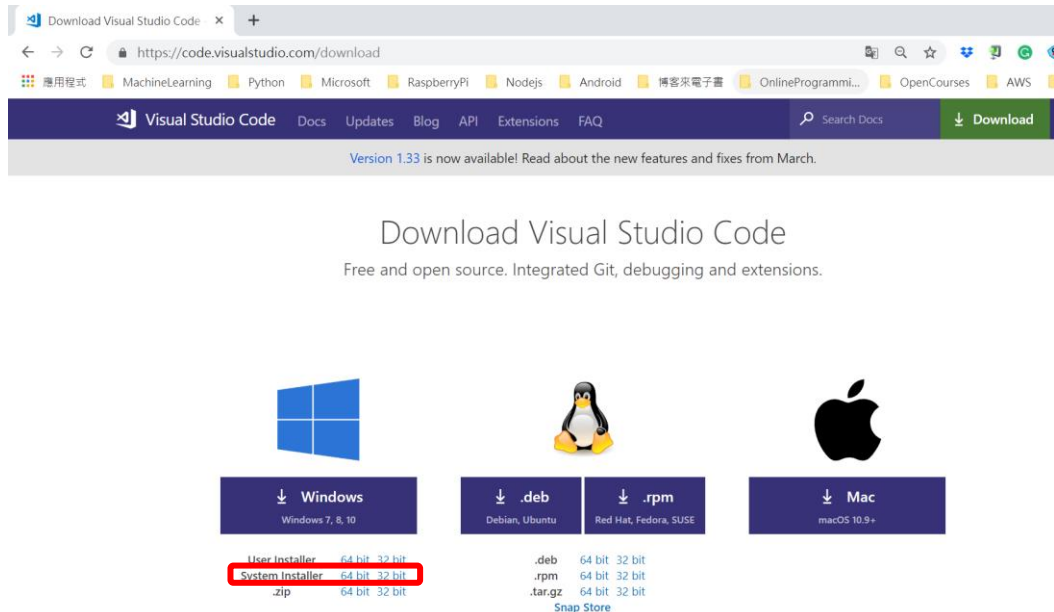 Download Visual Studio Code -
https://code.visualstudio.com/download
應用程式 MachineLearning Python Microsoft RaspberryPi Nodejs Android 博客來電子書 OnlineProgrammi... OpenCourses AWS
Visual Studio Code Docs Updates Blog API Extensions FAQ Search Docs Download
Version 1.33 is now available! Read about the new features and fixes from March.
Download Visual Studio Code
Free and open source. Integrated Git, debugging and extensions.
Windows .deb .rpm Mac
Windows 7, 8, 10 Debian, Ubuntu Red Hat, Fedora, SUSE macOS 10.9+
User Installer 64 bit 32 bit .deb 64 bit 32 bit
System Installer 64 bit 32 bit .rpm 64 bit 32 bit
.zip 64 bit 32 bit .tar.gz 64 bit 32 bit
Snap Store